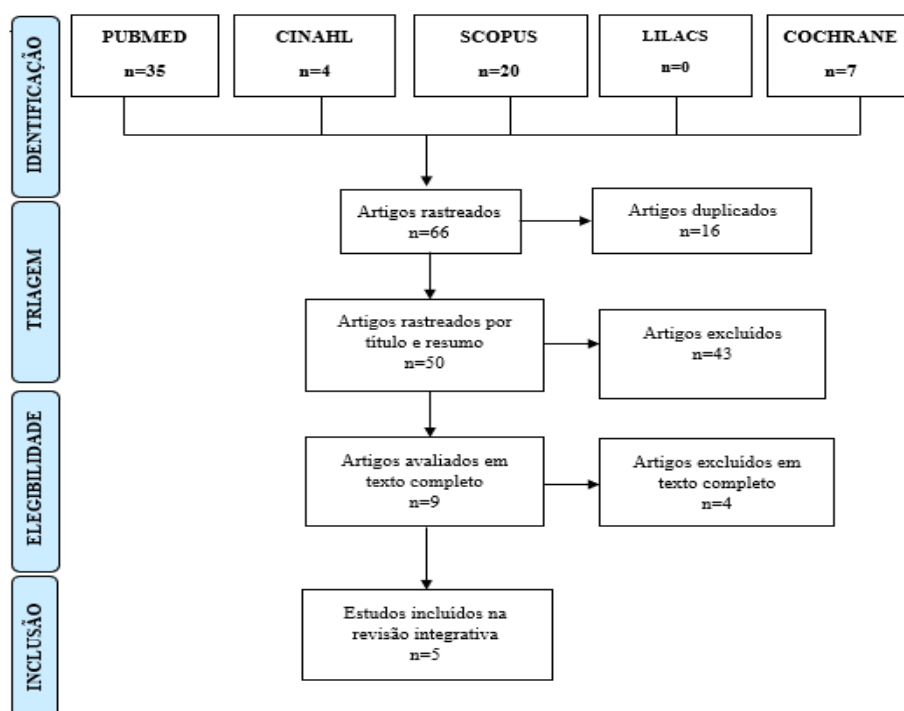 IDENTIFICAÇÃO
PUBMED
n=35
CINAHL
n=4
SCOPUS
n=20
LILACS
n=0
COCHRANE
n=7
TRIAGEM
Artigos rastreados
n=66
Artigos duplicados
n=16
Artigos rastreados por
título e resumo
n=50
Artigos excluídos
n=43
ELEGIBILIDADE
Artigos avaliados em
texto completo
n=9
Artigos excluídos em
texto completo
n=4
INCLUSÃO
Estudos incluídos na
revisão integrativa
n=5